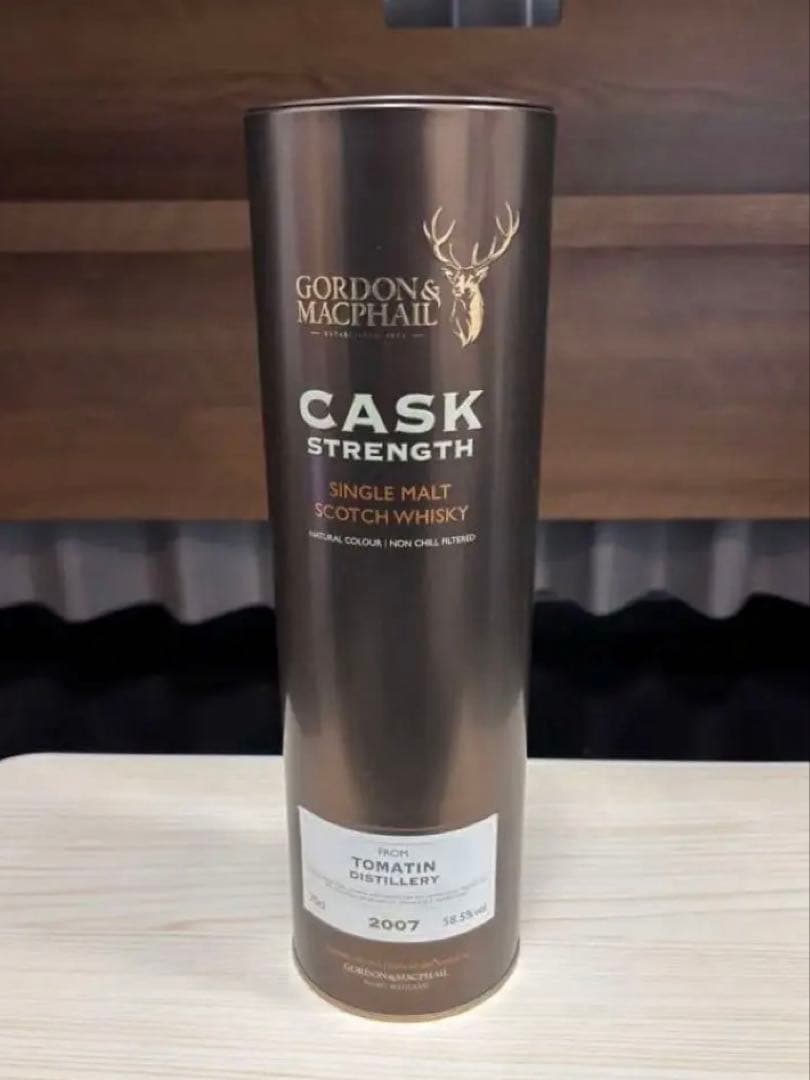 GORDON&
MACPHAIL
CASK
STRENGTH
SINGLE MALT
SCOTCH WHISKY
NATURAL COLOUR | NON CHILL FILTERED
FROM
TOMATIN
DISTILLERY
70cl
2007
58.5%vol
GORDON&MACPHAIL